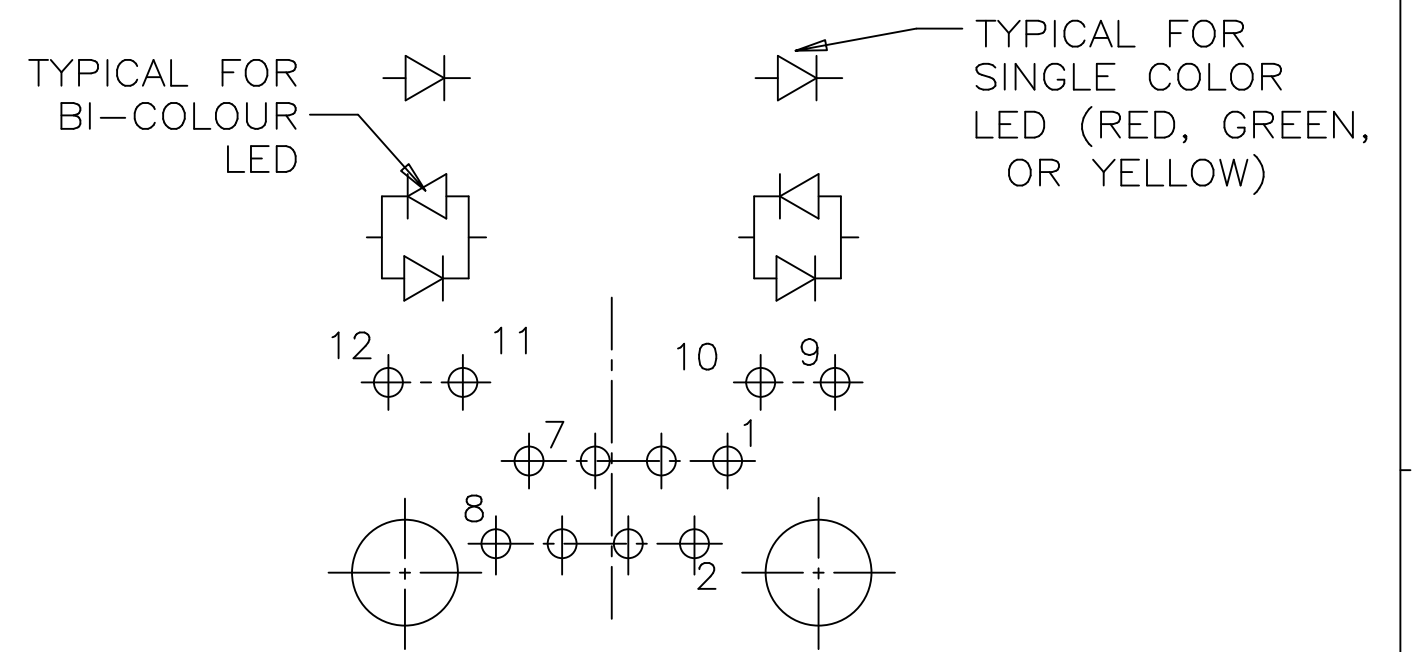 TYPICAL FOR
BI-COLOUR
LED
TYPICAL FOR
SINGLE COLOR
LED (RED, GREEN,
OR YELLOW)
12
11
10
9
7
1
8
2